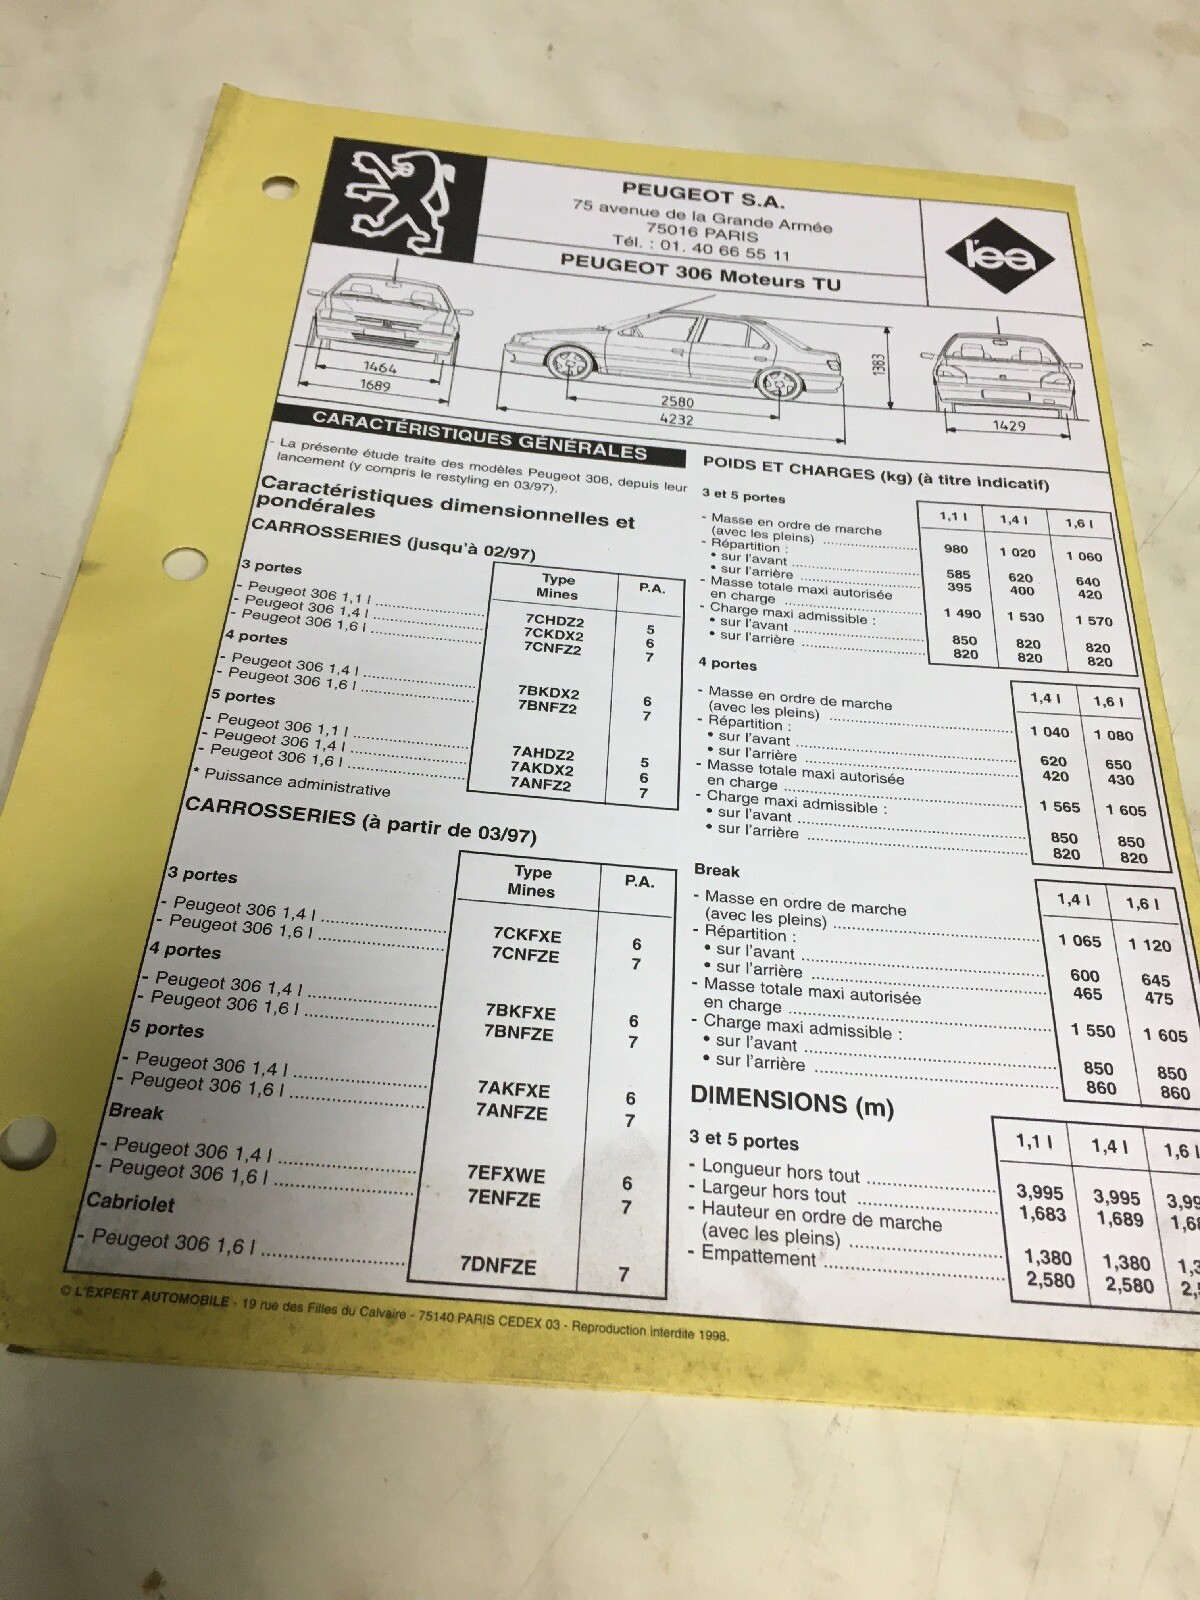 PEUGEOT S.A.
75 avenue de la Grande Armée
75016 PARIS
Tél. : 01. 40 66 55 11
PEUGEOT 306 Moteurs TU
l'ea
1464
1689
2580
4232
1383
1429
CARACTÉRISTIQUES GÉNÉRALES
- La présente étude traite des modèles Peugeot 306, depuis leur
lancement (y compris le restyling en 03/97).
Caractéristiques dimensionnelles et
pondérales
CARROSSERIES (jusqu'à 02/97)
Type Mines P.A.
3 portes
- Peugeot 306 1,1 l 7CHDZ2 5
- Peugeot 306 1,4 l 7CKDX2 6
- Peugeot 306 1,6 l 7CNFZ2 7
4 portes
- Peugeot 306 1,4 l 7BKDX2 6
- Peugeot 306 1,6 l 7BNFZ2 7
5 portes
- Peugeot 306 1,1 l 7AHDZ2 5
- Peugeot 306 1,4 l 7AKDX2 6
- Peugeot 306 1,6 l 7ANFZ2 7
* Puissance administrative
CARROSSERIES (à partir de 03/97)
Type Mines P.A.
3 portes
- Peugeot 306 1,4 l 7CKFXE 6
- Peugeot 306 1,6 l 7CNFZE 7
4 portes
- Peugeot 306 1,4 l 7BKFXE 6
- Peugeot 306 1,6 l 7BNFZE 7
5 portes
- Peugeot 306 1,4 l 7AKFXE 6
- Peugeot 306 1,6 l 7ANFZE 7
Break
- Peugeot 306 1,4 l 7EFXWE 6
- Peugeot 306 1,6 l 7ENFZE 7
Cabriolet
- Peugeot 306 1,6 l 7DNFZE 7
POIDS ET CHARGES (kg) (à titre indicatif)
3 et 5 portes
1,1 l 1,4 l 1,6 l
- Masse en ordre de marche
(avec les pleins) 980 1 020 1 060
- Répartition :
• sur l'avant 585 620 640
• sur l'arrière 395 400 420
- Masse totale maxi autorisée
en charge 1 490 1 530 1 570
- Charge maxi admissible :
• sur l'avant 850 820 820
• sur l'arrière 820 820 820
4 portes
1,4 l 1,6 l
- Masse en ordre de marche
(avec les pleins) 1 040 1 080
- Répartition :
• sur l'avant 620 650
• sur l'arrière 420 430
- Masse totale maxi autorisée
en charge 1 565 1 605
- Charge maxi admissible :
• sur l'avant 850 850
• sur l'arrière 820 820
Break
1,4 l 1,6 l
- Masse en ordre de marche
(avec les pleins) 1 065 1 120
- Répartition :
• sur l'avant 600 645
• sur l'arrière 465 475
- Masse totale maxi autorisée
en charge 1 550 1 605
- Charge maxi admissible :
• sur l'avant 850 850
• sur l'arrière 860 860
DIMENSIONS (m)
3 et 5 portes
1,1 l 1,4 l 1,6 l
- Longueur hors tout 3,995 3,995 3,99
- Largeur hors tout 1,683 1,689 1,68
- Hauteur en ordre de marche
(avec les pleins) 1,380 1,380 1,3
- Empattement 2,580 2,580 2,5
© L'EXPERT AUTOMOBILE - 19 rue des Filles du Calvaire - 75140 PARIS CEDEX 03 - Reproduction interdite 1998.